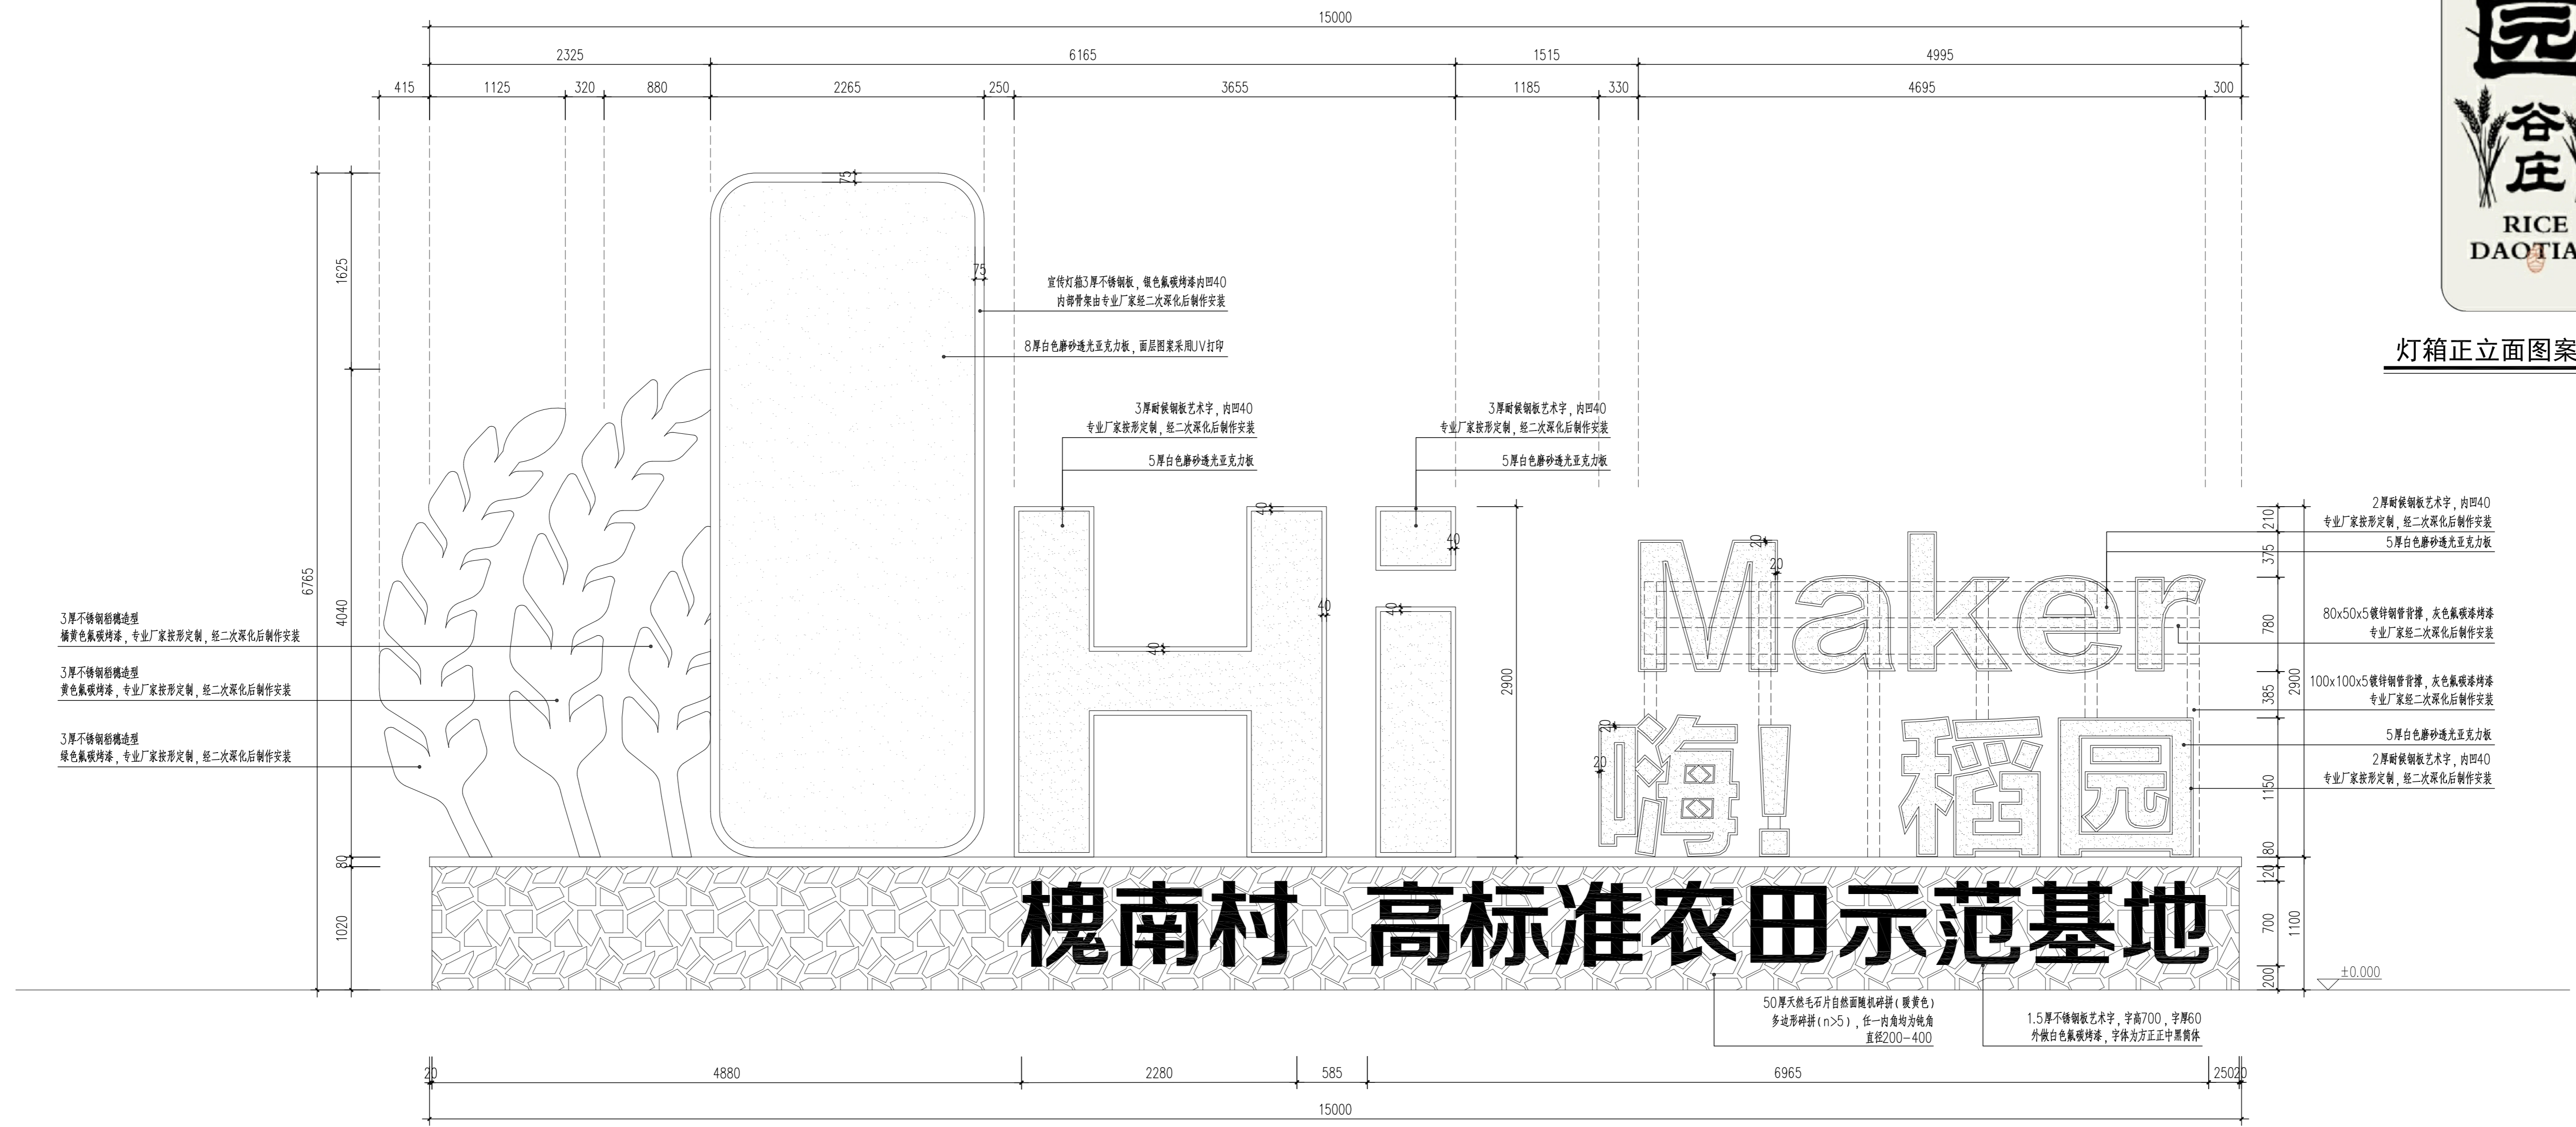 15000
2325 6165 1515 4995
415 1125 320 880 2265 250 3655 1185 330 4695 300
园
谷庄
RICE
DAOTIA
灯箱正立面图案
75
75
1625
4040
6765
80
1020
宣传灯箱3厚不锈钢板，银色氟碳烤漆内凹40
内部骨架由专业厂家经二次深化后制作安装
8厚白色磨砂透光亚克力板，面层图案采用UV打印
3厚耐候钢板艺术字，内凹40
专业厂家按形定制，经二次深化后制作安装
5厚白色磨砂透光亚克力板
3厚耐候钢板艺术字，内凹40
专业厂家按形定制，经二次深化后制作安装
5厚白色磨砂透光亚克力板
2厚耐候钢板艺术字，内凹40
专业厂家按形定制，经二次深化后制作安装
5厚白色磨砂透光亚克力板
80x50x5镀锌钢管背撑，灰色氟碳漆烤漆
专业厂家经二次深化后制作安装
100x100x5镀锌钢管背撑，灰色氟碳漆烤漆
专业厂家经二次深化后制作安装
5厚白色磨砂透光亚克力板
2厚耐候钢板艺术字，内凹40
专业厂家按形定制，经二次深化后制作安装
3厚不锈钢稻穗造型
橘黄色氟碳烤漆，专业厂家按形定制，经二次深化后制作安装
3厚不锈钢稻穗造型
黄色氟碳烤漆，专业厂家按形定制，经二次深化后制作安装
3厚不锈钢稻穗造型
绿色氟碳烤漆，专业厂家按形定制，经二次深化后制作安装
Hi
40
40
40
40
40
40
2900
Maker
20
20
嗨! 稻园
20
20
210
375
780
385
1150
80
2900
120
700
200
1100
±0.000
槐南村 高标准农田示范基地
50厚天然毛石片自然面随机碎拼(暖黄色)
多边形碎拼(n>5)，任一内角均为钝角
直径200-400
1.5厚不锈钢板艺术字，字高700，字厚60
外做白色氟碳烤漆，字体为方正正中黑简体
20 4880 2280 585 6965 250 20
15000